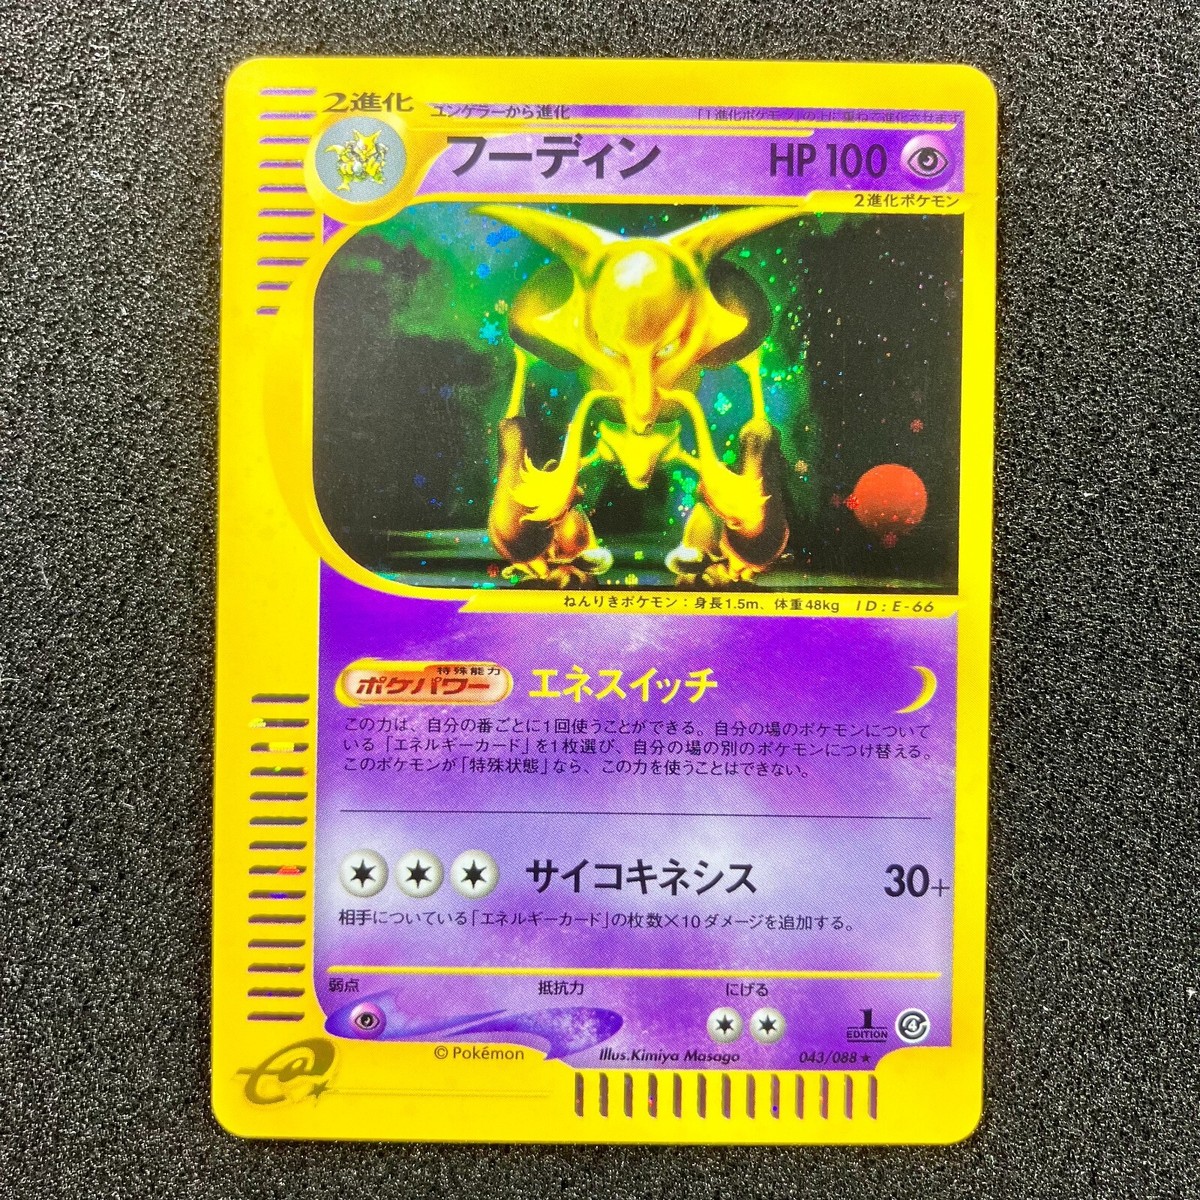 2進化
ユンゲラーから進化
「1進化ポケモン」の上に重ねて進化させます
フーディン HP 100
2進化ポケモン
ねんりきポケモン：身長1.5m、体重48kg ID：E-66
特殊能力
ポケパワー エネスイッチ
この力は、自分の番ごとに1回使うことができる。自分の場のポケモンについて
いる「エネルギーカード」を1枚選び、自分の場の別のポケモンにつけ替える。
このポケモンが「特殊状態」なら、この力を使うことはできない。
サイコキネシス 30+
相手についている「エネルギーカード」の枚数×10ダメージを追加する。
弱点 抵抗力 にげる
1
EDITION
© Pokémon Illus.Kimiya Masago 043/088 ★
e